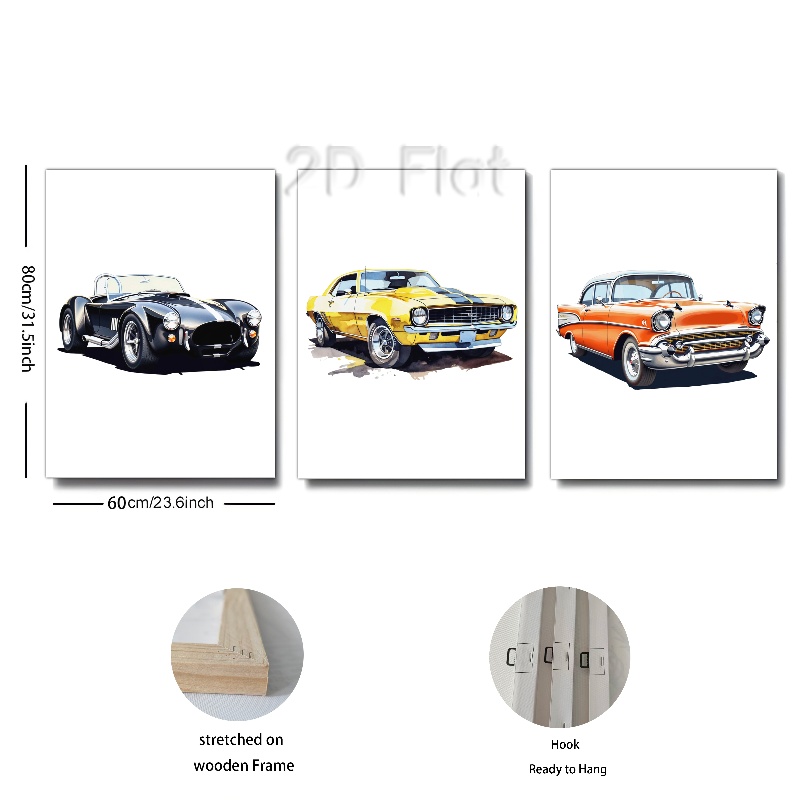 2D Flat
80cm/31.5inch
60cm/23.6inch
stretched on
wooden Frame
Hook
Ready to Hang